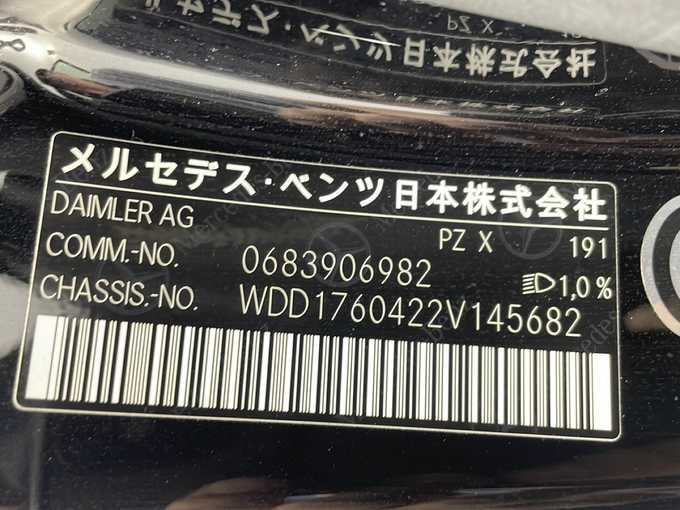 メルセデス・ベンツ日本株式会社
DAIMLER AG
PZ X 191
COMM.-NO. 0683906982
1,0 %
CHASSIS.-NO. WDD1760422V145682